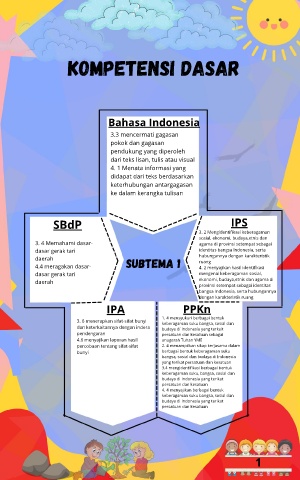 KOMPETENSI DASAR
Bahasa Indonesia
3.3 mencermati gagasan
pokok dan gagasan
pendukung yang diperoleh
dari teks lisan, tulis atau visual
4. 1 Menata informasi yang
didapat dari teks berdasarkan
keterhubungan antargagasan
ke dalam kerangka tulisan
SBdP
3. 4 Memahami dasar-
dasar gerak tari
daerah
4.4 meragakan dasar-
dasar gerak tari
daerah
SUBTEMA 1
IPS
3. 2 Mengidentifikasi keberagaman
sosial, ekonomi, budaya, etnis dan
agama di provinsi setempat sebagai
identitas bangsa Indonesia, serta
hubungannya dengan karakteristik
ruang
4. 2 menyajikan hasil identifikasi
mengenai keberagaman sosial,
ekonomi, budaya, etnis dan agama di
provinsi setempat sebagai identitas
bangsa Indonesia, serta hubungannya
dengan karakteristik ruang
IPA
3. 6 menerapkan sifat sifat bunyi
dan keterkaitannya dengan indera
pendengaran
4.6 menyajikan laporan hasil
percobaan tentang sifat sifat
bunyi
PPKn
1. 4 mensyukuri berbagai bentuk
keberagaman suku bangsa, sosial dan
budaya di Indonesia yang terikat
persatuan dan kesatuan sebagai
anugerah Tuhan YME
2. 4 menampilkan sikap kerjasama dalam
berbagai bentuk keberagaman suku
bangsa, sosial dan budaya di Indonesia
yang terikat persatuan dan kesatuan
3.4 mengidentifikasi berbagai bentuk
keberagaman suku bangsa, sosial dan
budaya di Indonesia yang terikat
persatuan dan kesatuan
4. 4 menyajikan berbagai bentuk
keberagaman suku bangsa, sosial dan
budaya di Indonesia yang terikat
persatuan dan kesatuan
1